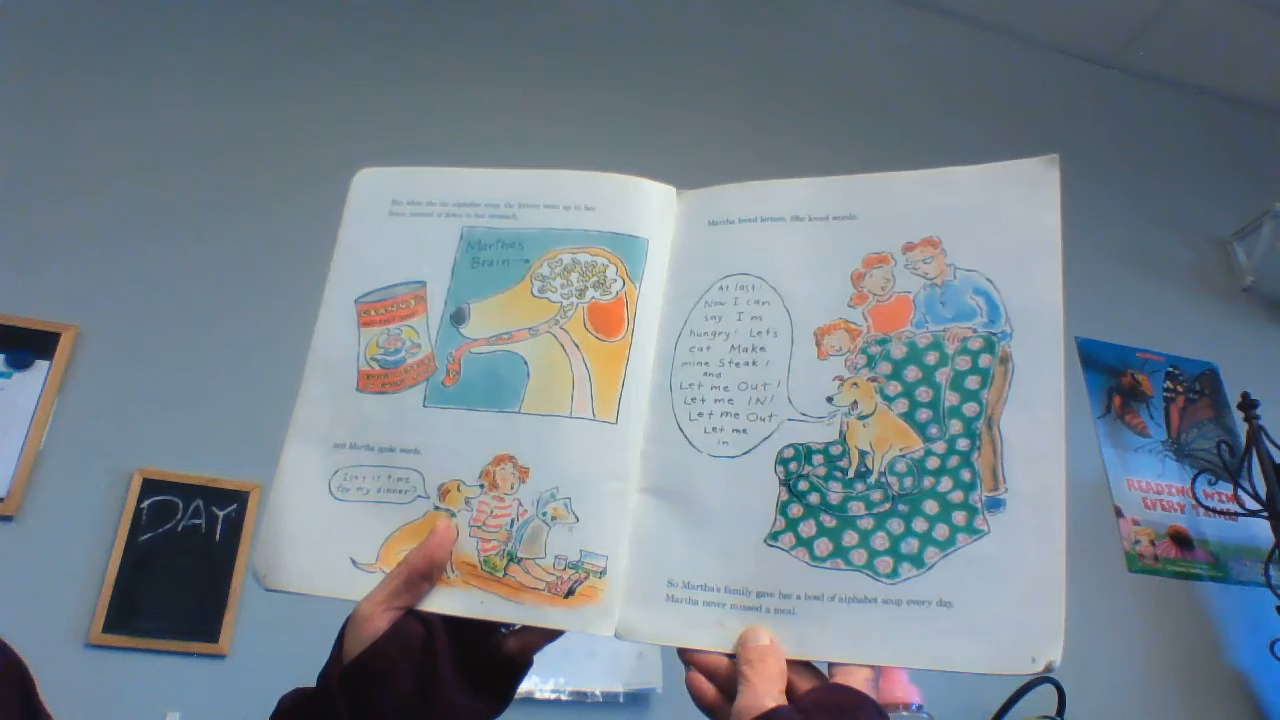 But when she ate alphabet soup, the letters went up to her
brain, instead of down to her stomach,
Martha's
Brain
and Martha spoke words.
Isn't it time
for my dinner?
Martha loved letters. She loved words.
At last!
Now I can
say I'm
hungry! Let's
eat Make
mine Steak!
and
Let me Out!
Let me IN!
Let me Out
Let me
in
So Martha's family gave her a bowl of alphabet soup every day.
Martha never missed a meal.
DAY
READING WINS
EVERY TIME!